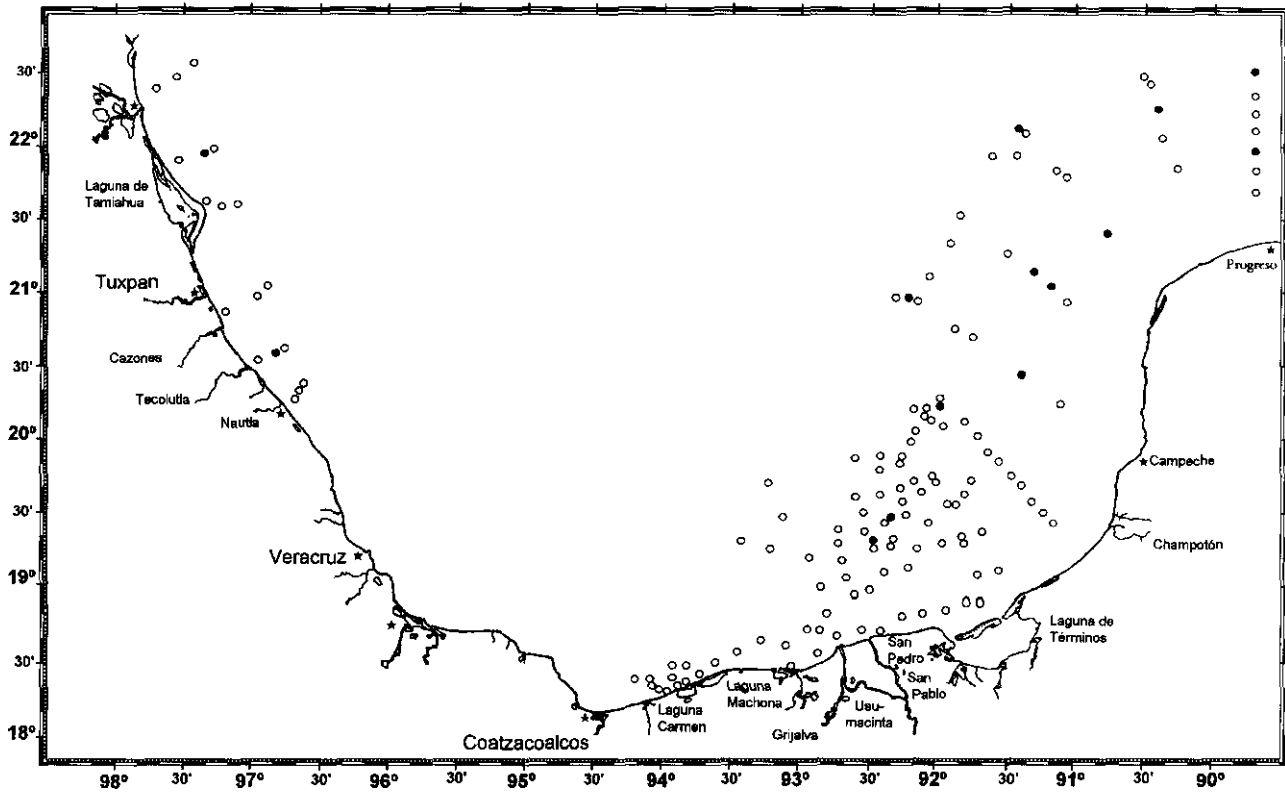 30'
22º
Laguna de
Tamiahua
30'
Progreso
Tuxpan
21º
Cazones
30'
Tecolutla
Nautla
20º
Campeche
30'
Champotón
Veracruz
19º
Laguna de
Términos
San
Pedro
San
Pablo
30'
Laguna
Machona
Laguna
Carmen
Usu-
macinta
Grijalva
18º
Coatzacoalcos
98º 30' 97º 30' 96º 30' 95º 30' 94º 30' 93º 30' 92º 30' 91º 30' 90º